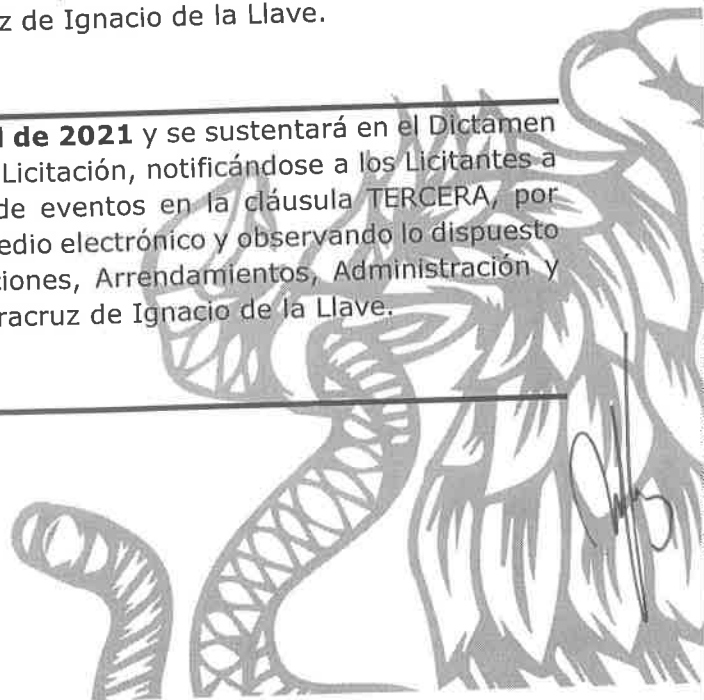 z de Ignacio de la Llave.
l de 2021 y se sustentará en el Dictamen
Licitación, notificándose a los Licitantes a
de eventos en la cláusula TERCERA, por
edio electrónico y observando lo dispuesto
ciones, Arrendamientos, Administración y
racruz de Ignacio de la Llave.